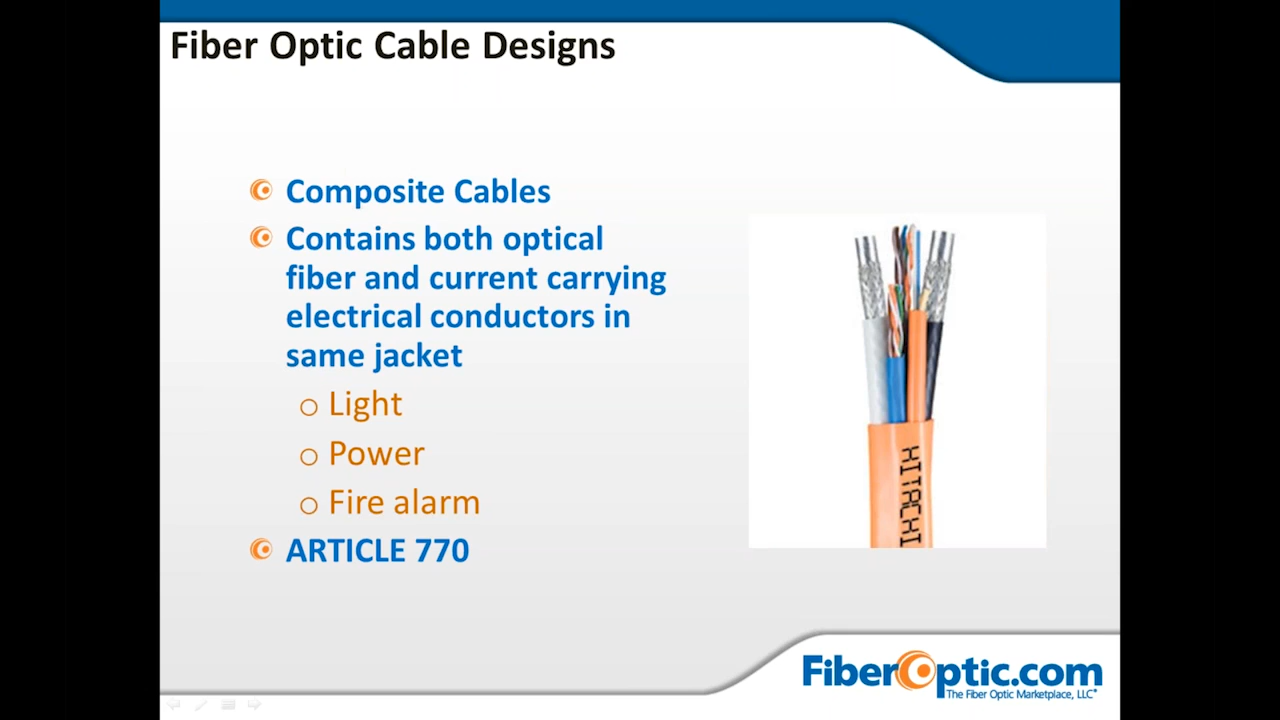 Fiber Optic Cable Designs
Composite Cables
Contains both optical
fiber and current carrying
electrical conductors in
same jacket
Light
Power
Fire alarm
ARTICLE 770
HITACHI
FiberOptic.com
The Fiber Optic Marketplace, LLC®